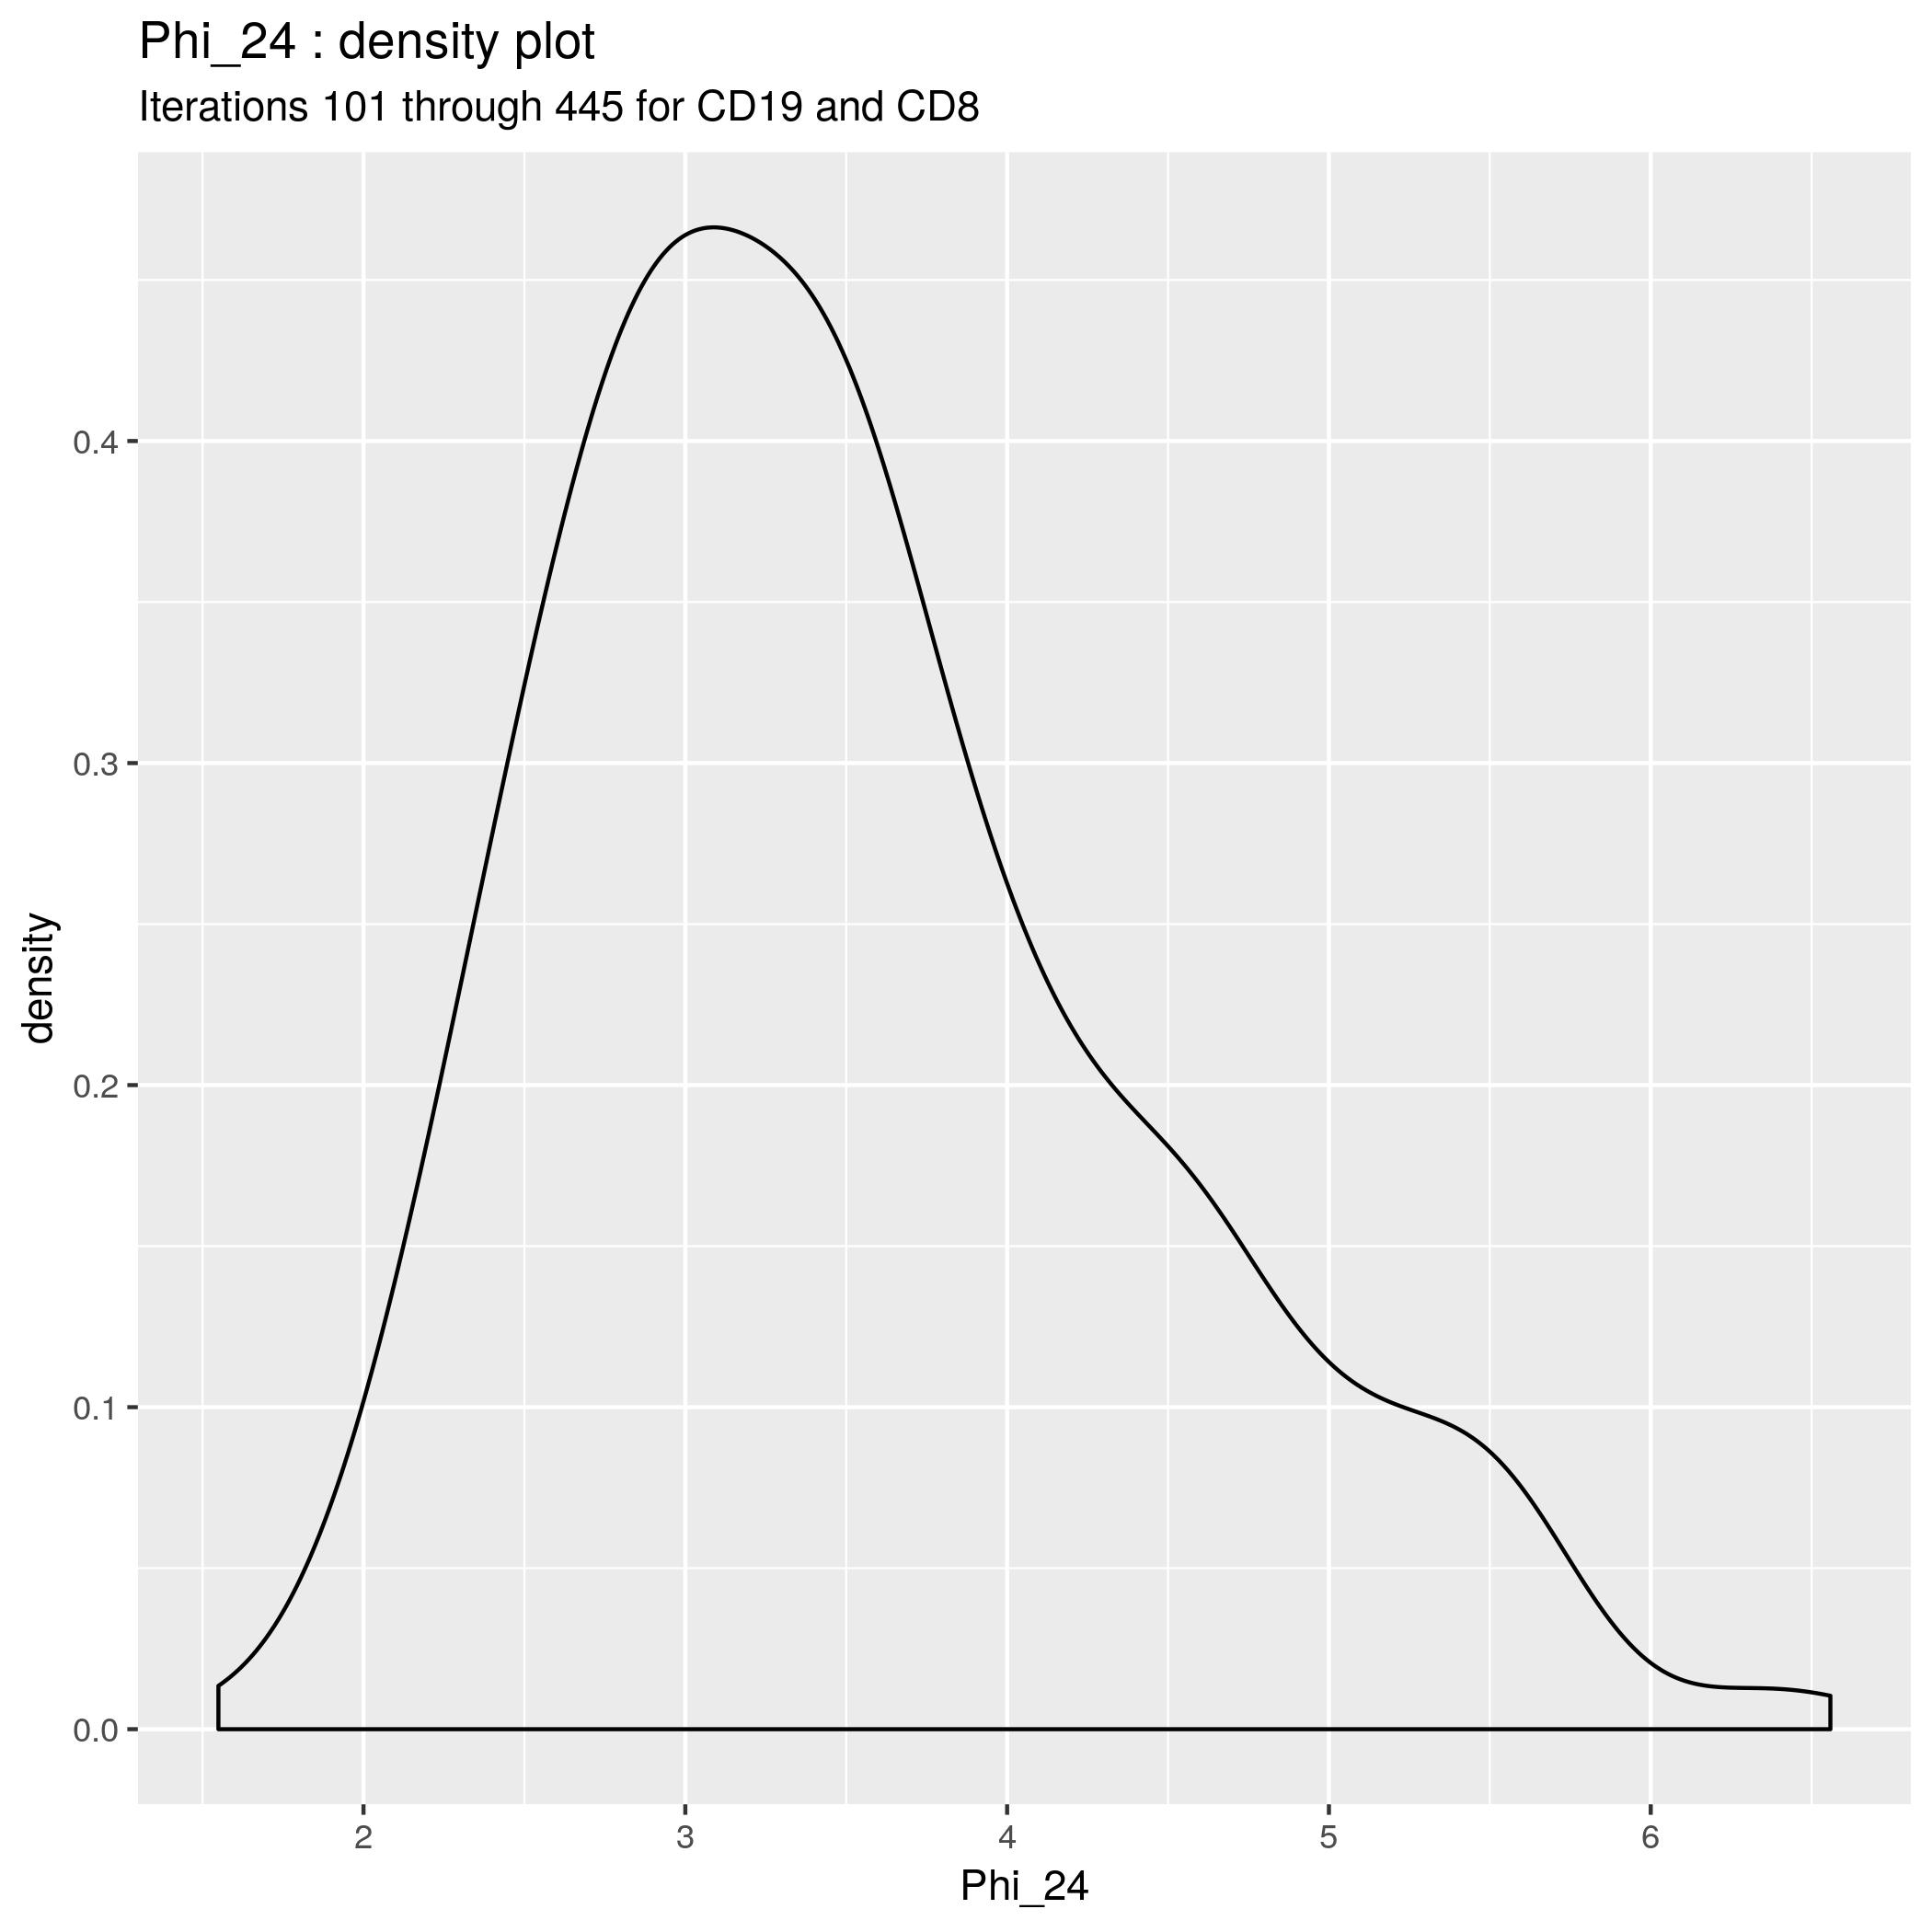 Phi_24 : density plot
Iterations 101 through 445 for CD19 and CD8
density
0.4
0.3
0.2
0.1
0.0
2 3 4 5 6
Phi_24